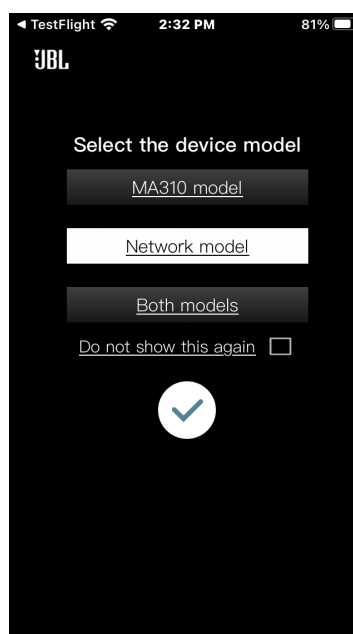 ◀ TestFlight 2:32 PM 81%
JBL
Select the device model
MA310 model
Network model
Both models
Do not show this again